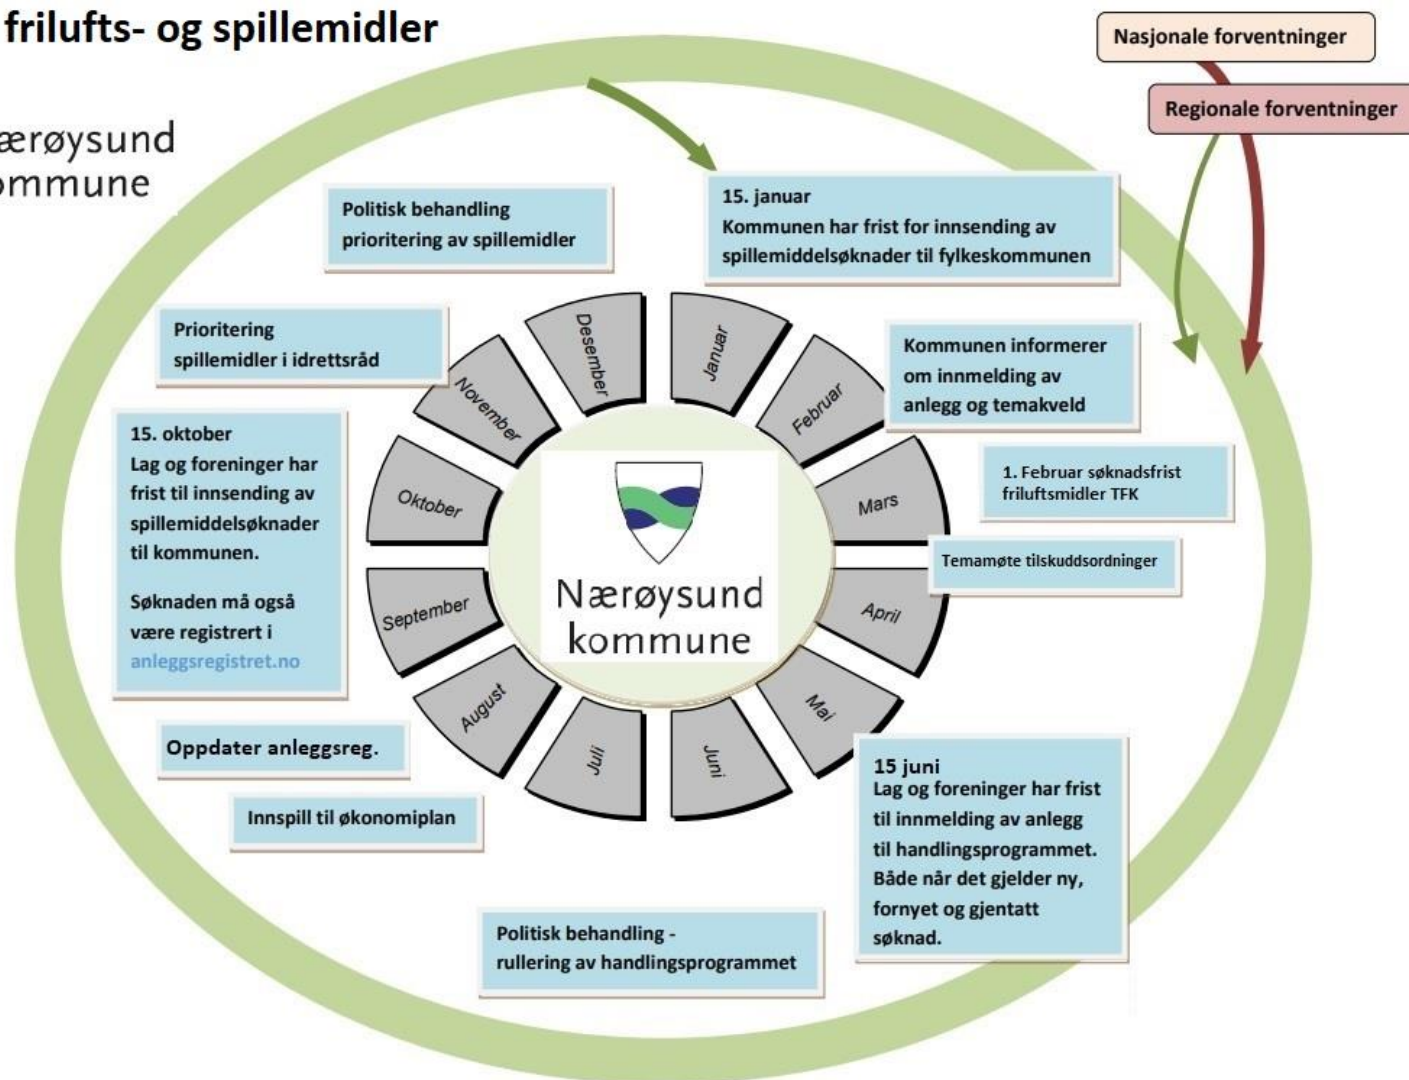 frilufts- og spillemidler
Nasjonale forventninger
Regionale forventninger
ærøysund
ommune
Politisk behandling
prioritering av spillemidler
15. januar
Kommunen har frist for innsending av
spillemiddelsøknader til fylkeskommunen
Prioritering
spillemidler i idrettsråd
Kommunen informerer
om innmelding av
anlegg og temakveld
15. oktober
Lag og foreninger har
frist til innsending av
spillemiddelsøknader
til kommunen.
Søknaden må også
være registrert i
anleggsregistret.no
1. Februar søknadsfrist
friluftsmidler TFK
Temamøte tilskuddsordninger
Januar
Februar
Mars
April
Mai
Juni
Juli
August
September
Oktober
November
Desember
Nærøysund
kommune
Oppdater anleggsreg.
Innspill til økonomiplan
15 juni
Lag og foreninger har frist
til innmelding av anlegg
til handlingsprogrammet.
Både når det gjelder ny,
fornyet og gjentatt
søknad.
Politisk behandling -
rullering av handlingsprogrammet